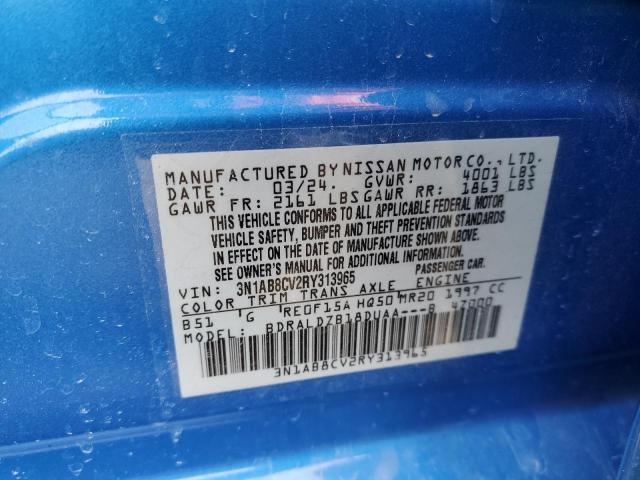 MANUFACTURED BY NISSAN MOTOR CO., LTD.
DATE: 03/24. GVWR: 4001 LBS
GAWR FR: 2161 LBS GAWR RR: 1863 LBS
THIS VEHICLE CONFORMS TO ALL APPLICABLE FEDERAL MOTOR
VEHICLE SAFETY, BUMPER AND THEFT PREVENTION STANDARDS
IN EFFECT ON THE DATE OF MANUFACTURE SHOWN ABOVE.
SEE OWNER'S MANUAL FOR ADDITIONAL INFORMATION.
VIN: 3N1AB8CV2RY313965 PASSENGER CAR.
COLOR TRIM TRANS AXLE ENGINE
B51 G RE0F15A HQ50 MR20 1997 CC
MODEL: BDRALDZB18DUAA---B 47000
3N1AB8CV2RY313965